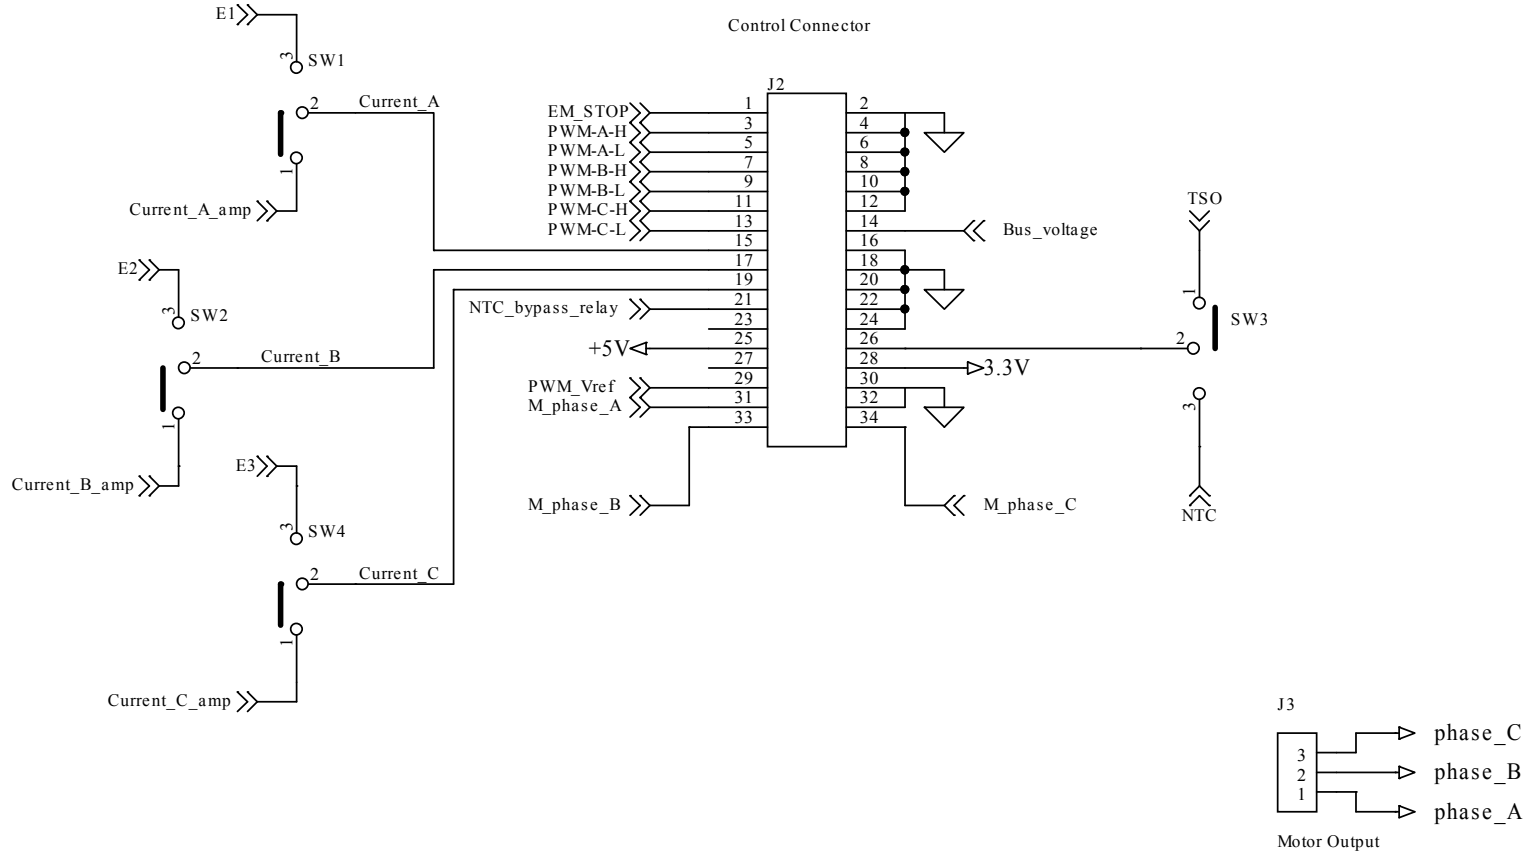 Control Connector
E1
3
SW1
2
Current_A
1
Current_A_amp
E2
3
SW2
2
Current_B
1
Current_B_amp
E3
3
SW4
2
Current_C
1
Current_C_amp
J2
EM_STOP 1 2
PWM-A-H 3 4
PWM-A-L 5 6
PWM-B-H 7 8
PWM-B-L 9 10
PWM-C-H 11 12
PWM-C-L 13 14 Bus_voltage
15 16
17 18
19 20
NTC_bypass_relay 21 22
23 24
+5V 25 26
27 28 3.3V
PWM_Vref 29 30
M_phase_A 31 32
33 34
M_phase_B
M_phase_C
TSO
1
SW3
2
3
NTC
J3
3 phase_C
2 phase_B
1 phase_A
Motor Output